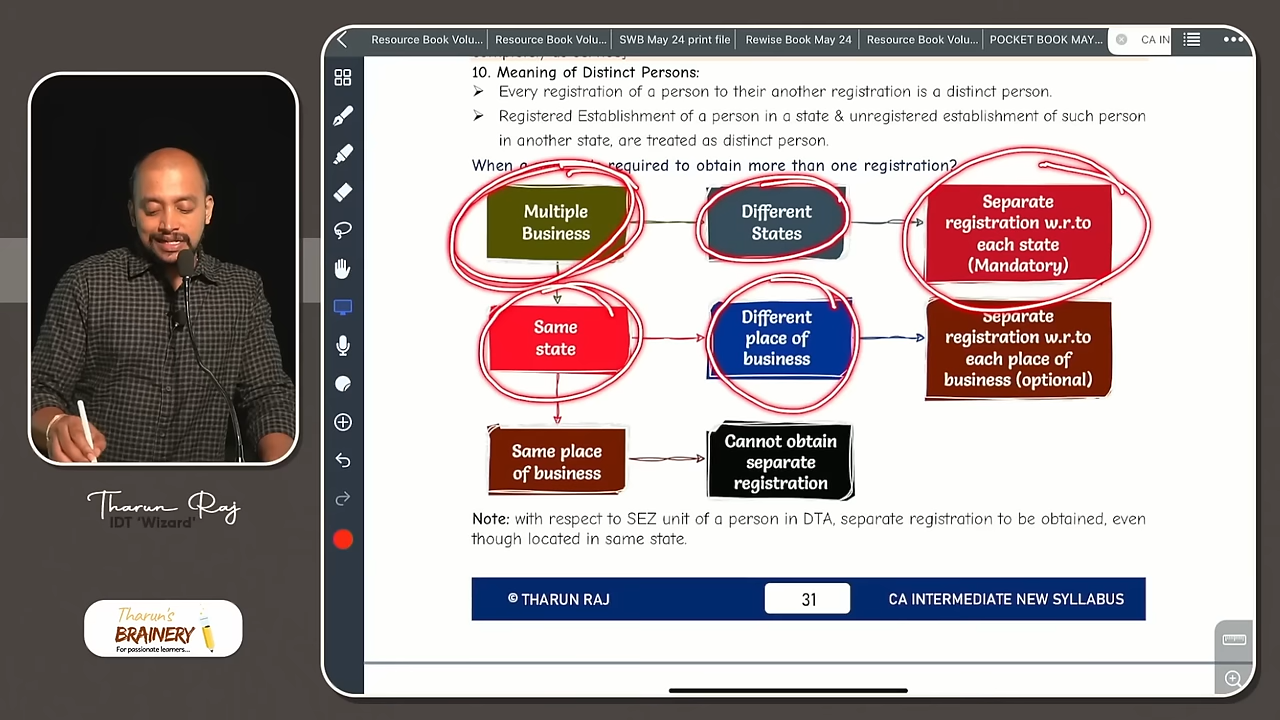 Resource Book Volu...
Resource Book Volu...
SWB May 24 print file
Rewise Book May 24
Resource Book Volu...
POCKET BOOK MAY...
CA IN
10. Meaning of Distinct Persons:
➢ Every registration of a person to their another registration is a distinct person.
➢ Registered Establishment of a person in a state & unregistered establishment of such person
in another state, are treated as distinct person.
When a required to obtain more than one registration?
Multiple
Business
Different
States
Separate
registration w.r.to
each state
(Mandatory)
Same
state
Different
place of
business
Separate
registration w.r.to
each place of
business (optional)
Same place
of business
Cannot obtain
separate
registration
Note: with respect to SEZ unit of a person in DTA, separate registration to be obtained, even
though located in same state.
© THARUN RAJ
31
CA INTERMEDIATE NEW SYLLABUS
Tharun Raj
IDT 'Wizard'
Tharun's
BRAINERY
For passionate learners...